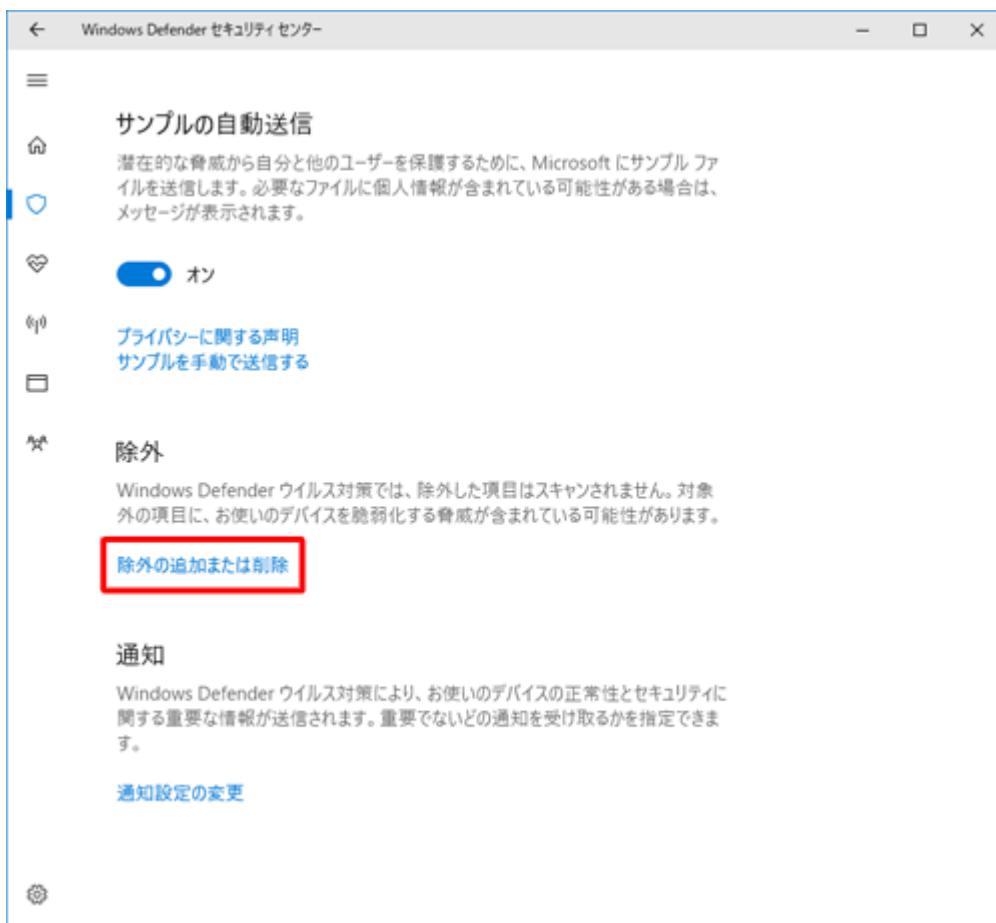 Windows Defender セキュリティ センター
サンプルの自動送信
潜在的な脅威から自分と他のユーザーを保護するために、Microsoft にサンプル ファ
イルを送信します。必要なファイルに個人情報が含まれている可能性がある場合は、
メッセージが表示されます。
オン
プライバシーに関する声明
サンプルを手動で送信する
除外
Windows Defender ウイルス対策では、除外した項目はスキャンされません。対象
外の項目に、お使いのデバイスを脆弱化する脅威が含まれている可能性があります。
除外の追加または削除
通知
Windows Defender ウイルス対策により、お使いのデバイスの正常性とセキュリティに
関する重要な情報が送信されます。重要でないどの通知を受け取るかを指定できま
す。
通知設定の変更